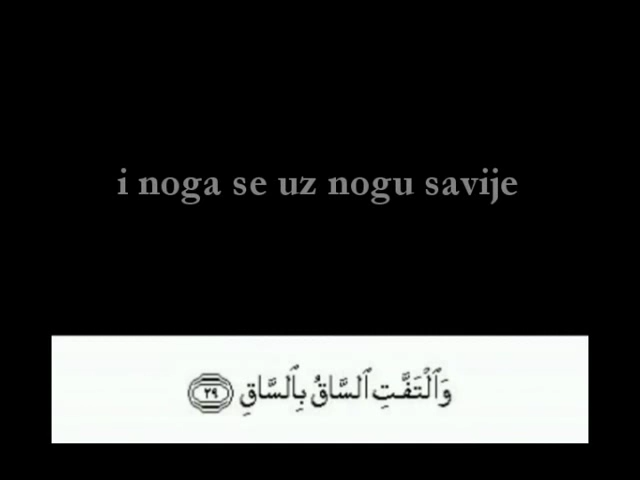 i noga se uz nogu savije
وَٱلْتَفَّتِ ٱلسَّاقُ بِٱلسَّاقِ ٢٩